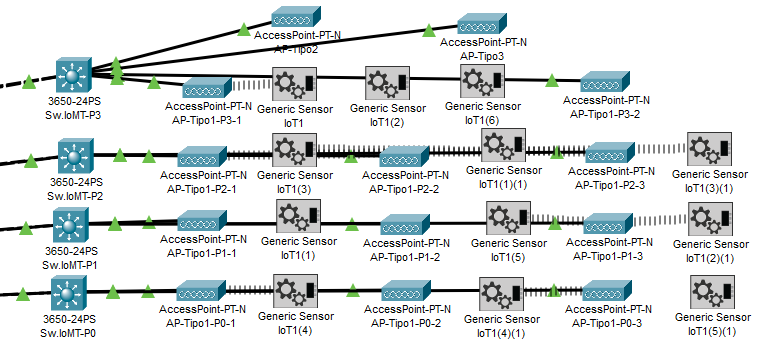 AccessPoint-PT-N
AP-Tipo2
AccessPoint-PT-N
AP-Tipo3
3650-24PS
Sw.IoMT-P3
AccessPoint-PT-N
AP-Tipo1-P3-1
Generic Sensor
IoT1
Generic Sensor
IoT1(2)
Generic Sensor
IoT1(6)
AccessPoint-PT-N
AP-Tipo1-P3-2
3650-24PS
Sw.IoMT-P2
AccessPoint-PT-N
AP-Tipo1-P2-1
Generic Sensor
IoT1(3)
AccessPoint-PT-N
AP-Tipo1-P2-2
Generic Sensor
IoT1(1)(1)
AccessPoint-PT-N
AP-Tipo1-P2-3
Generic Sensor
IoT1(3)(1)
3650-24PS
Sw.IoMT-P1
AccessPoint-PT-N
AP-Tipo1-P1-1
Generic Sensor
IoT1(1)
AccessPoint-PT-N
AP-Tipo1-P1-2
Generic Sensor
IoT1(5)
AccessPoint-PT-N
AP-Tipo1-P1-3
Generic Sensor
IoT1(2)(1)
3650-24PS
Sw.IoMT-P0
AccessPoint-PT-N
AP-Tipo1-P0-1
Generic Sensor
IoT1(4)
AccessPoint-PT-N
AP-Tipo1-P0-2
Generic Sensor
IoT1(4)(1)
AccessPoint-PT-N
AP-Tipo1-P0-3
Generic Sensor
IoT1(5)(1)